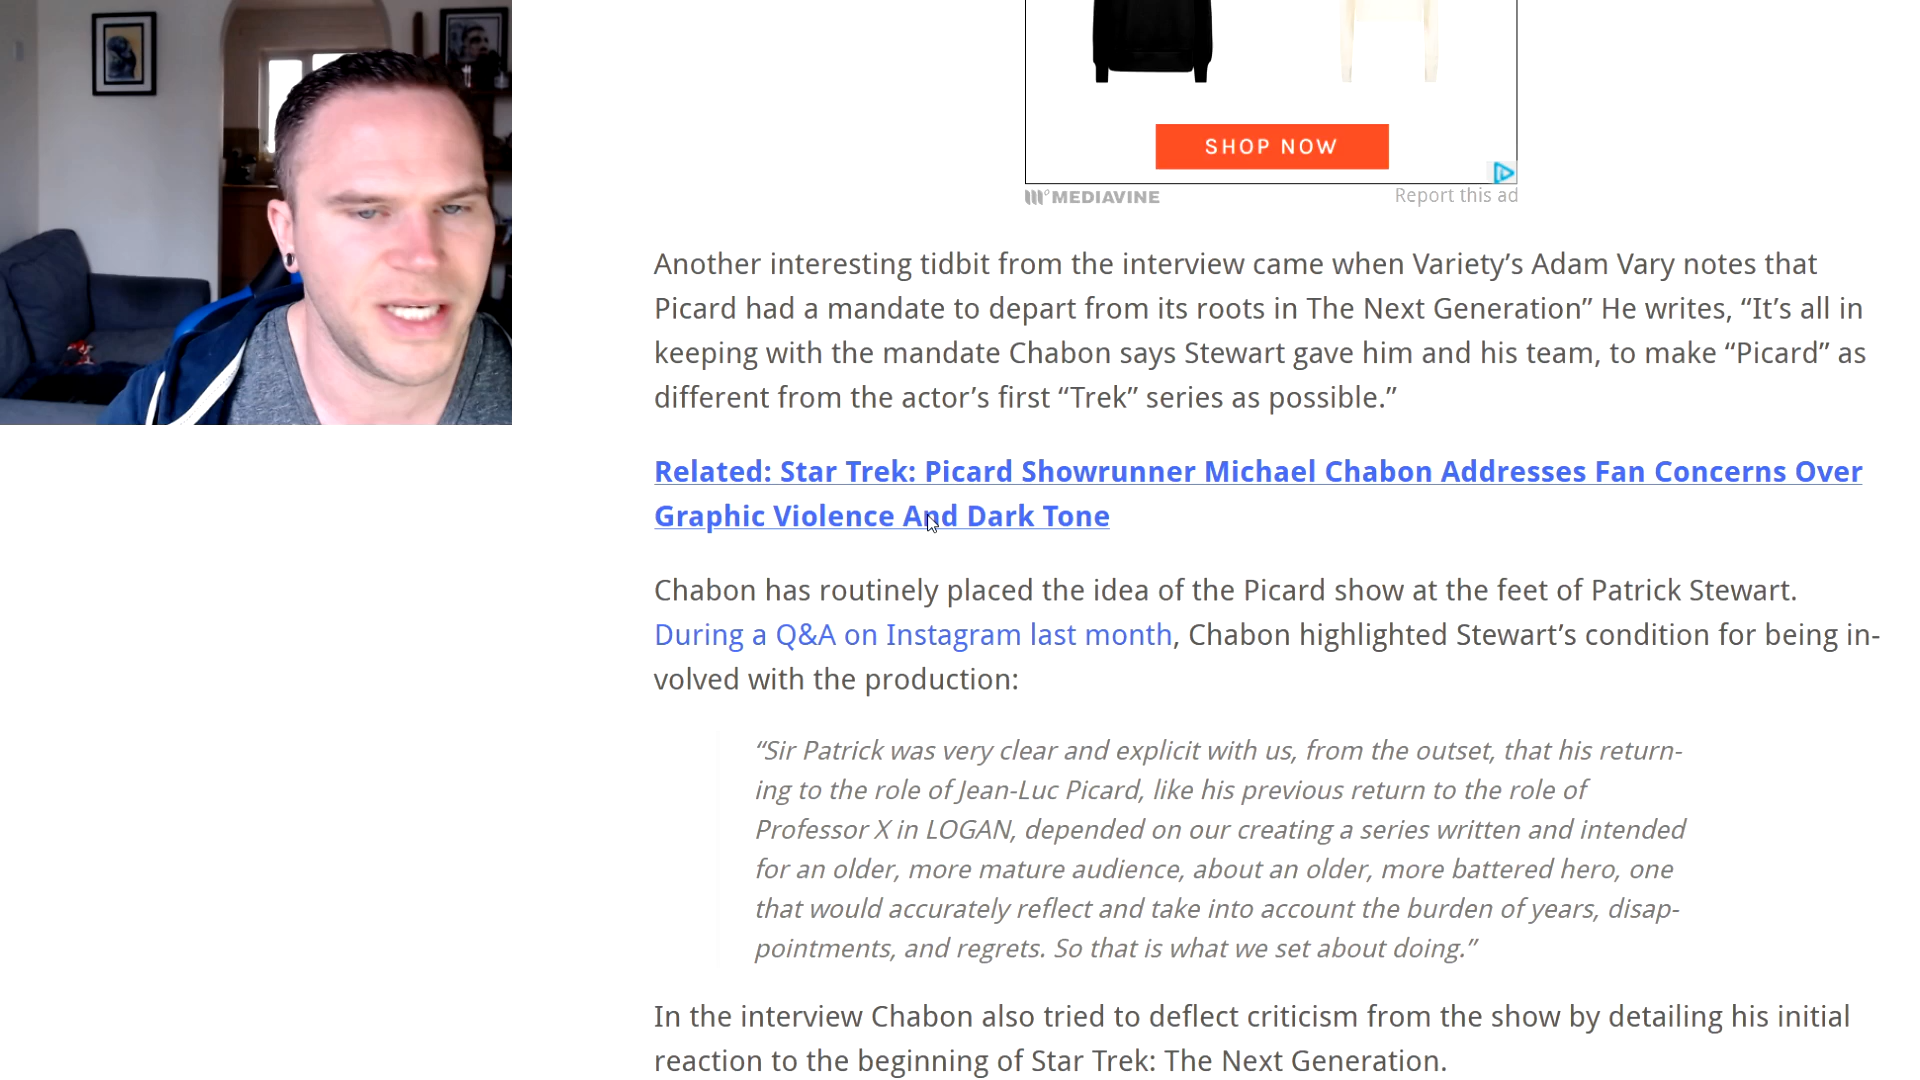 SHOP NOW
MEDIAVINE
Report this ad
Another interesting tidbit from the interview came when Variety’s Adam Vary notes that
Picard had a mandate to depart from its roots in The Next Generation” He writes, “It’s all in
keeping with the mandate Chabon says Stewart gave him and his team, to make “Picard” as
different from the actor’s first “Trek” series as possible.”
Related: Star Trek: Picard Showrunner Michael Chabon Addresses Fan Concerns Over
Graphic Violence And Dark Tone
Chabon has routinely placed the idea of the Picard show at the feet of Patrick Stewart.
During a Q&A on Instagram last month, Chabon highlighted Stewart’s condition for being in-
volved with the production:
“Sir Patrick was very clear and explicit with us, from the outset, that his return-
ing to the role of Jean-Luc Picard, like his previous return to the role of
Professor X in LOGAN, depended on our creating a series written and intended
for an older, more mature audience, about an older, more battered hero, one
that would accurately reflect and take into account the burden of years, disap-
pointments, and regrets. So that is what we set about doing.”
In the interview Chabon also tried to deflect criticism from the show by detailing his initial
reaction to the beginning of Star Trek: The Next Generation.